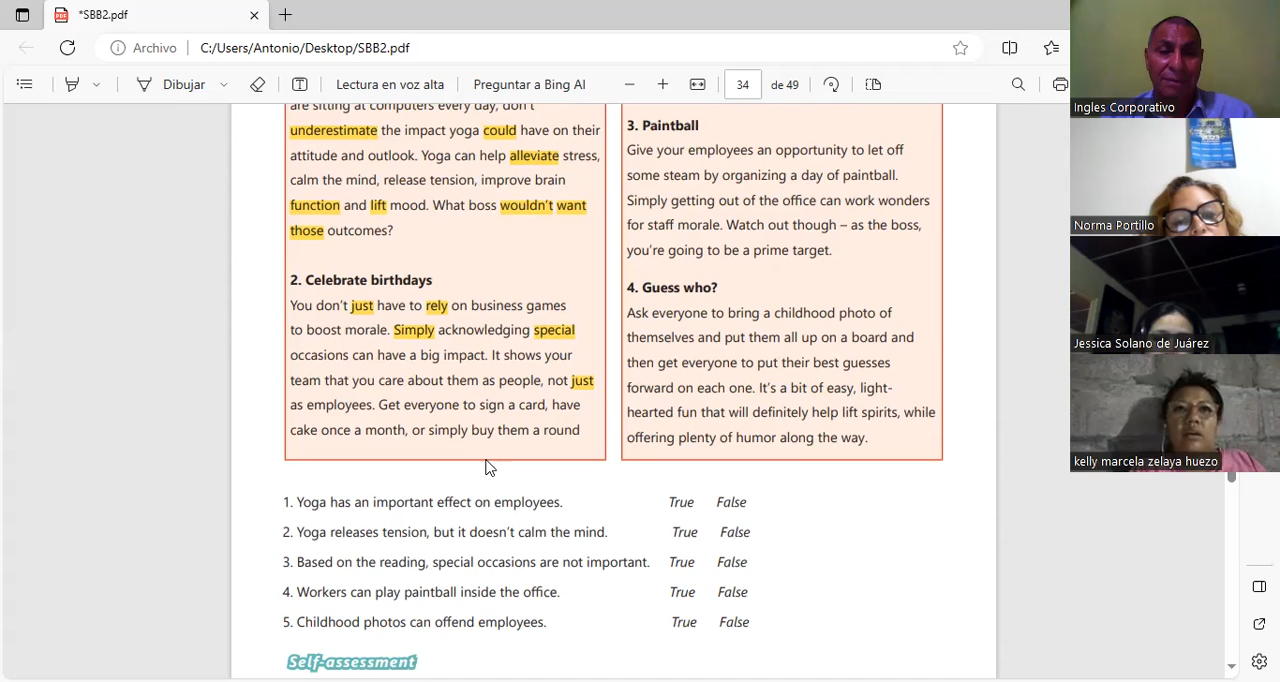 *SBB2.pdf
Archivo
C:/Users/Antonio/Desktop/SBB2.pdf
Dibujar
Lectura en voz alta
Preguntar a Bing AI
34
de 49
are sitting at computers every day, don't
underestimate the impact yoga could have on their
attitude and outlook. Yoga can help alleviate stress,
calm the mind, release tension, improve brain
function and lift mood. What boss wouldn't want
those outcomes?
2. Celebrate birthdays
You don't just have to rely on business games
to boost morale. Simply acknowledging special
occasions can have a big impact. It shows your
team that you care about them as people, not just
as employees. Get everyone to sign a card, have
cake once a month, or simply buy them a round
3. Paintball
Give your employees an opportunity to let off
some steam by organizing a day of paintball.
Simply getting out of the office can work wonders
for staff morale. Watch out though – as the boss,
you're going to be a prime target.
4. Guess who?
Ask everyone to bring a childhood photo of
themselves and put them all up on a board and
then get everyone to put their best guesses
forward on each one. It's a bit of easy, light-
hearted fun that will definitely help lift spirits, while
offering plenty of humor along the way.
1. Yoga has an important effect on employees. True False
2. Yoga releases tension, but it doesn't calm the mind. True False
3. Based on the reading, special occasions are not important. True False
4. Workers can play paintball inside the office. True False
5. Childhood photos can offend employees. True False
Self-assessment
Ingles Corporativo
Norma Portillo
Jessica Solano de Juárez
kelly marcela zelaya huezo